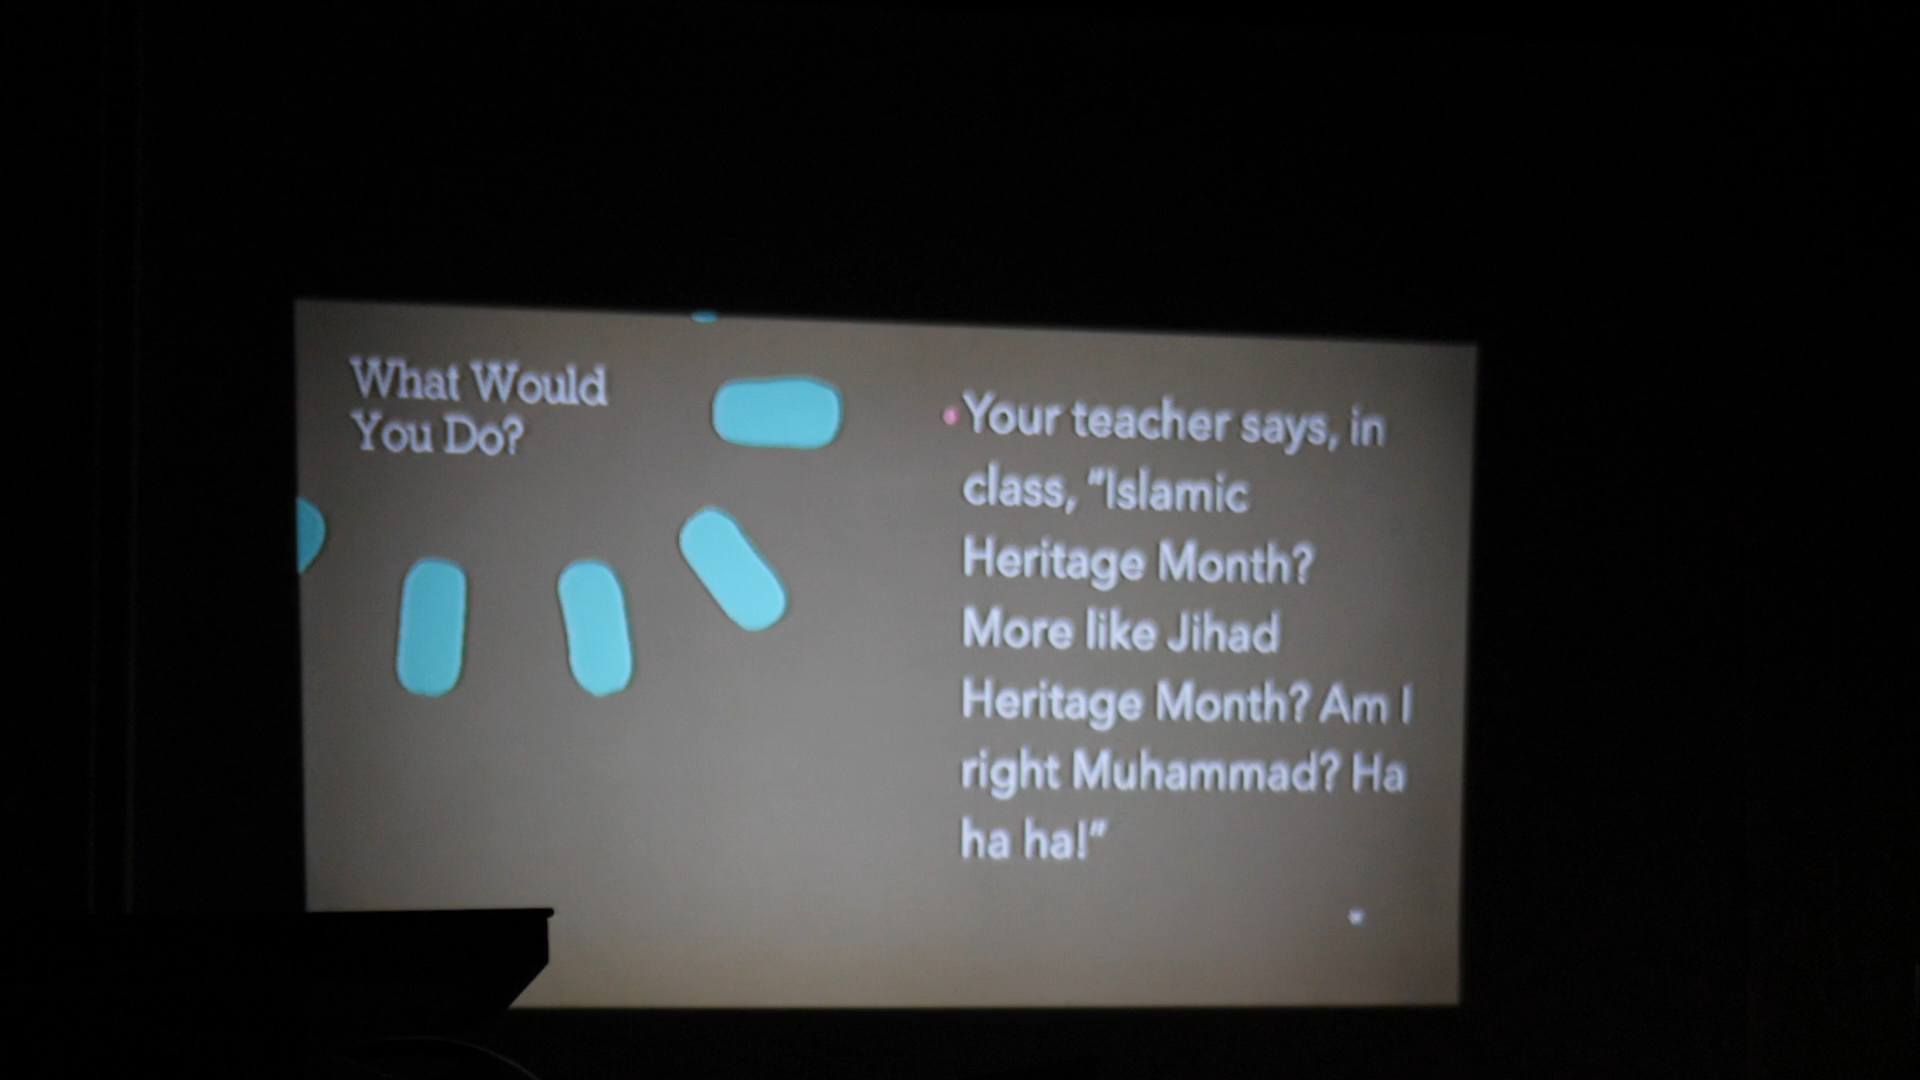 What Would
You Do?
Your teacher says, in
class, "Islamic
Heritage Month?
More like Jihad
Heritage Month? Am I
right Muhammad? Ha
ha ha!"